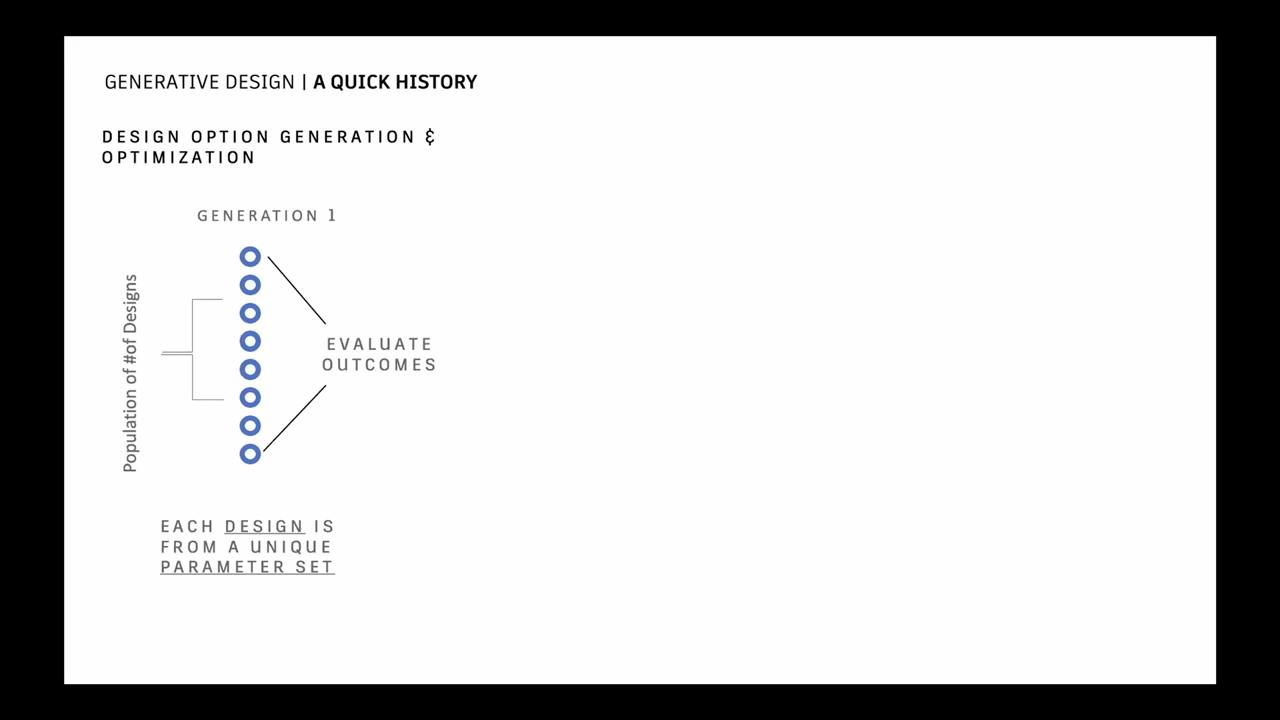 GENERATIVE DESIGN | A QUICK HISTORY
DESIGN OPTION GENERATION &
OPTIMIZATION
GENERATION 1
Population of #of Designs
EVALUATE
OUTCOMES
EACH DESIGN IS
FROM A UNIQUE
PARAMETER SET